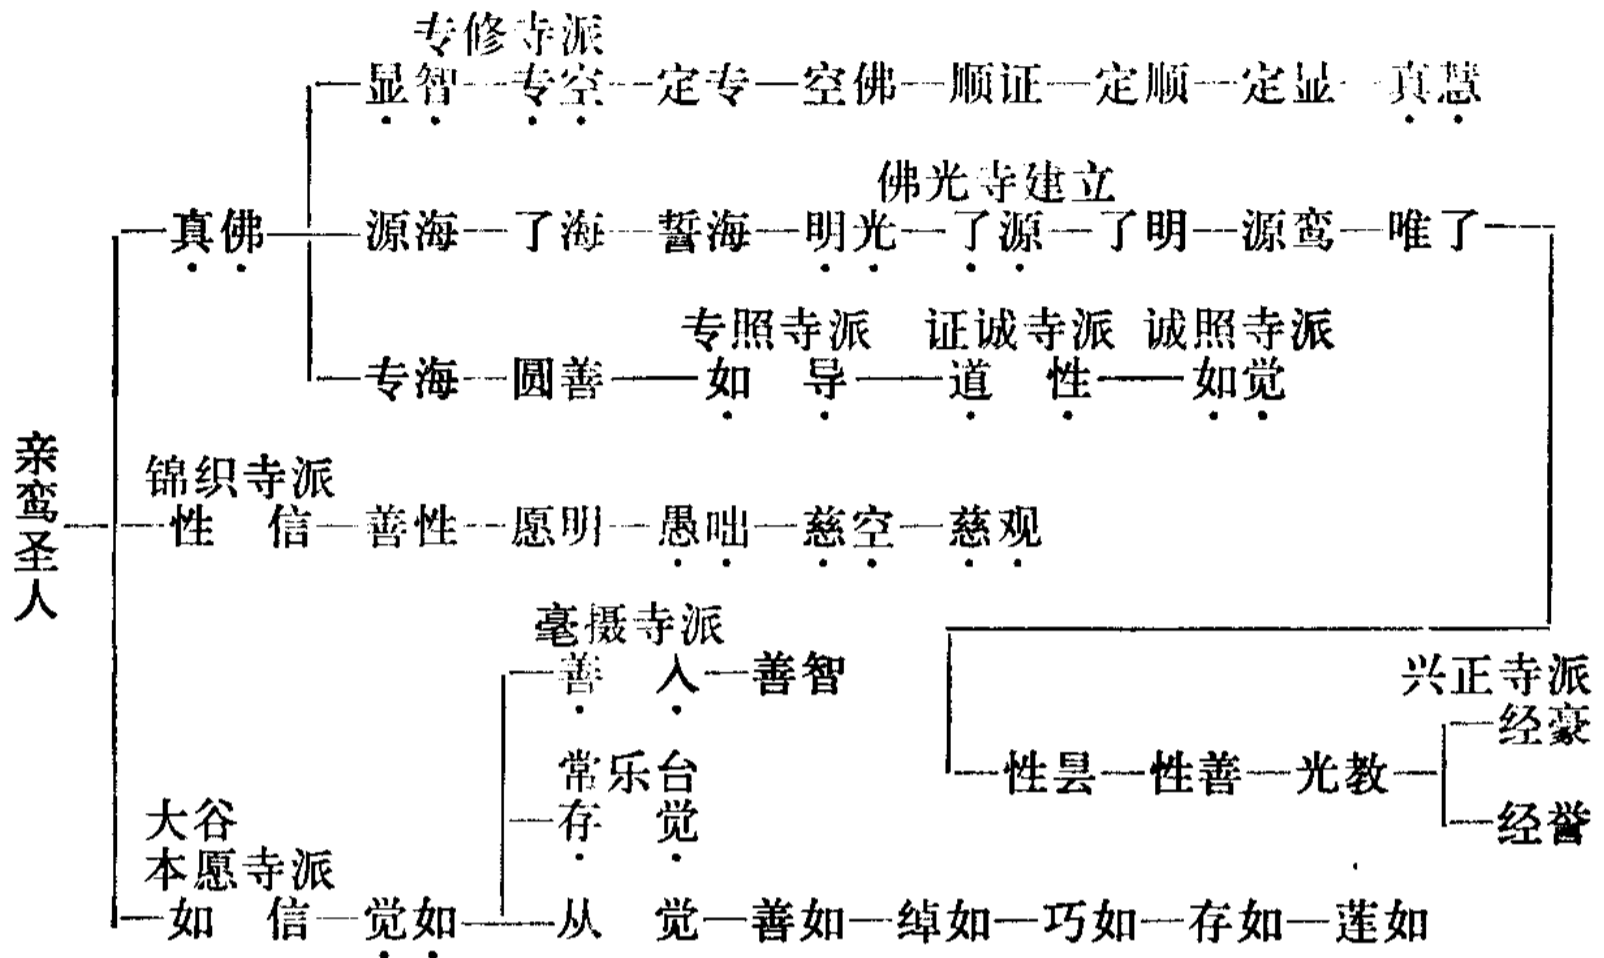 专修寺派
显智—专空—定专—空佛—顺证—定顺—定显—真慧
佛光寺建立
真佛—源海—了海—誓海—明光—了源—了明—源鸾—唯了
专照寺派 证诚寺派 诚照寺派
专海—圆善—如导—道性—如觉
亲鸾圣人
锦织寺派
性信—善性—愿明—愚咄—慈空—慈观
毫摄寺派
善人—善智
兴正寺派
经豪
常乐台
性昙—性善—光教
存觉
经誉
大谷
本愿寺派
如信—觉如—从觉—善如—绰如—巧如—存如—莲如